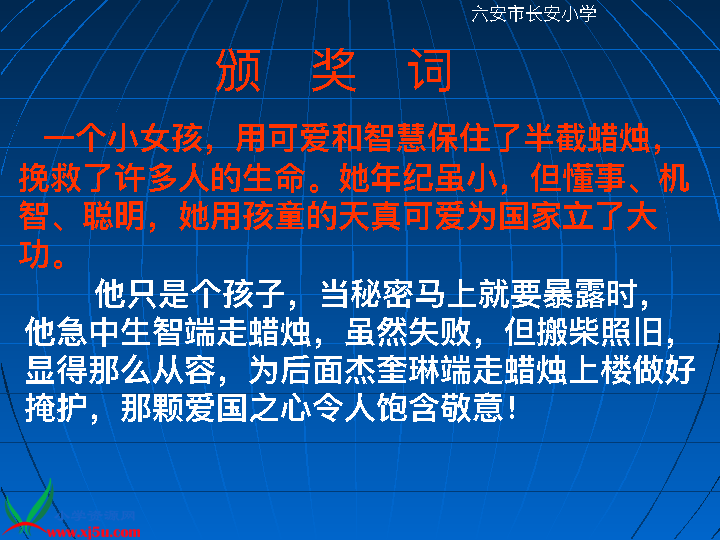 六安市长安小学
颁 奖 词
一个小女孩，用可爱和智慧保住了半截蜡烛，
挽救了许多人的生命。她年纪虽小，但懂事、机
智、聪明，她用孩童的天真可爱为国家立了大
功。
他只是个孩子，当秘密马上就要暴露时，
他急中生智端走蜡烛，虽然失败，但搬柴照旧，
显得那么从容，为后面杰奎琳端走蜡烛上楼做好
掩护，那颗爱国之心令人饱含敬意！
www.xj5u.com